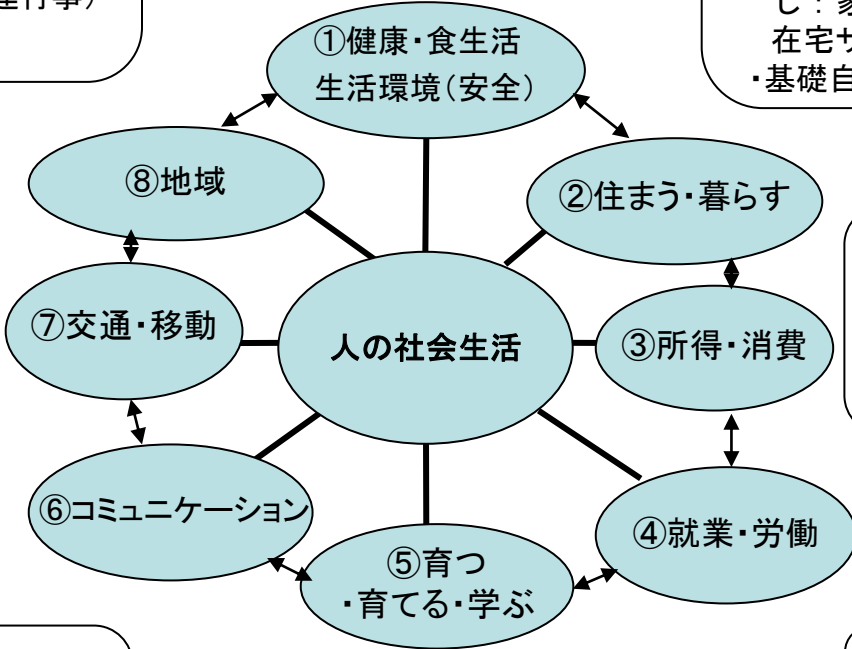 ①健康・食生活
生活環境(安全)
②住まう・暮らす
③所得・消費
④就業・労働
⑤育つ
・育てる・学ぶ
⑥コミュニケーション
⑦交通・移動
⑧地域
人の社会生活
在宅
・基礎自